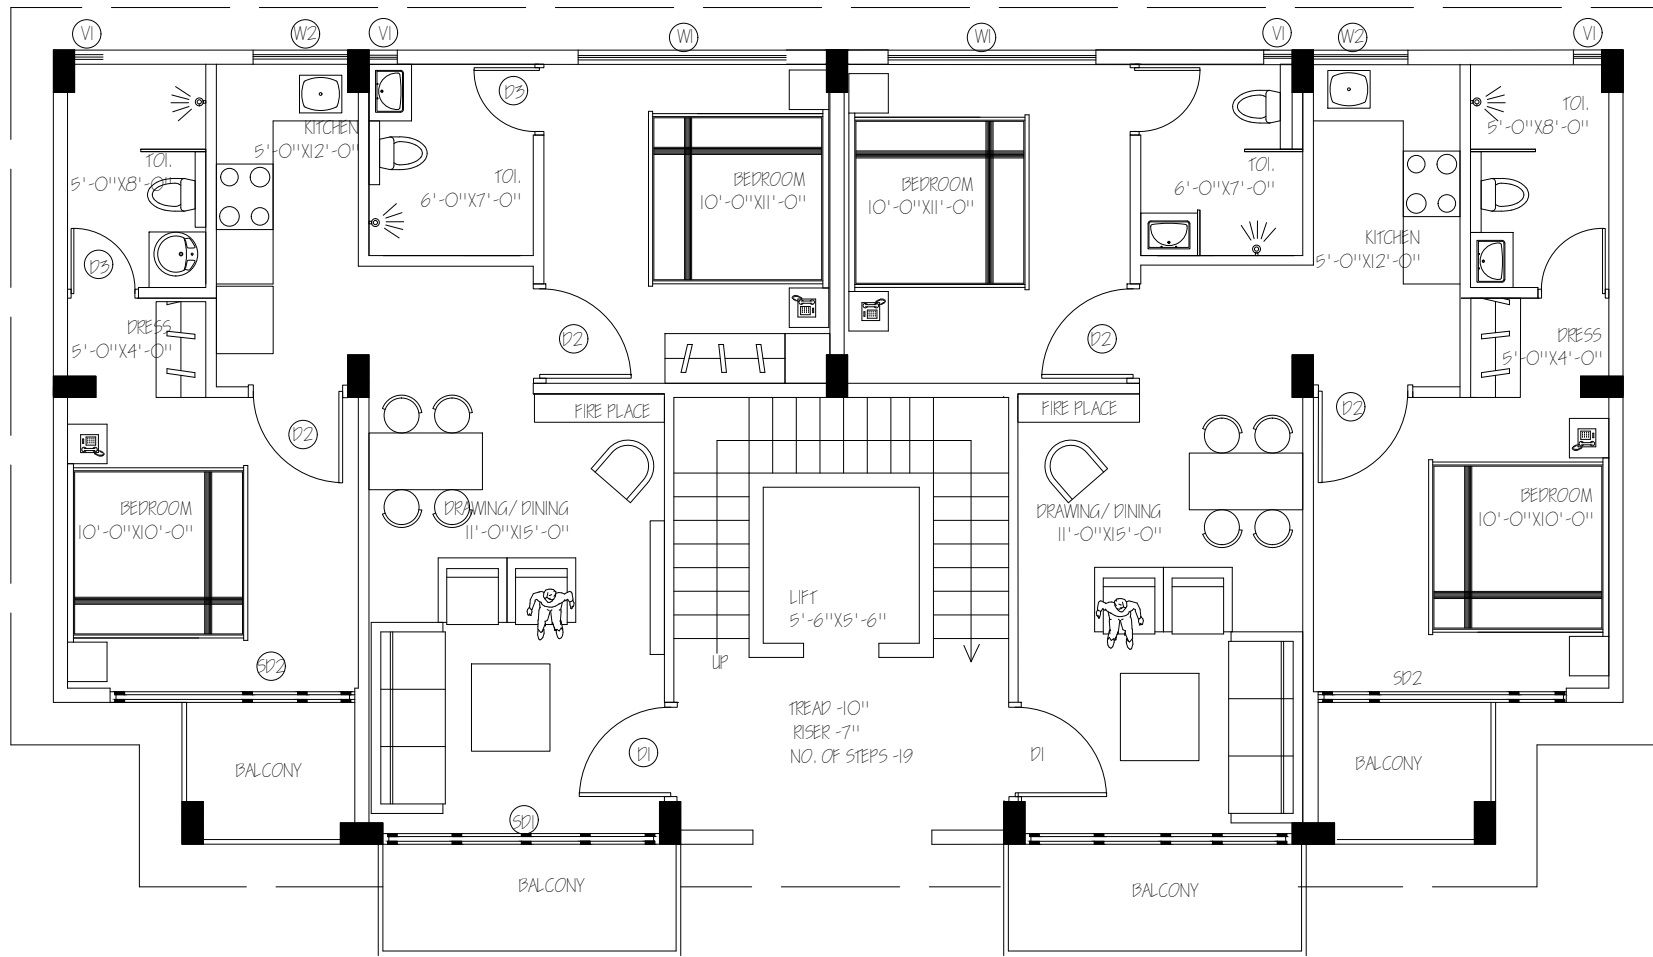 V1
W2
V1
W1
W1
V1
W2
V1
D3
KITCHEN
5'-0"X12'-0"
TOI.
5'-0"X8'-0"
TOI.
6'-0"X7'-0"
BEDROOM
10'-0"X11'-0"
BEDROOM
10'-0"X11'-0"
TOI.
6'-0"X7'-0"
TOI.
5'-0"X8'-0"
KITCHEN
5'-0"X12'-0"
D3
DRESS
5'-0"X4'-0"
D2
D2
DRESS
5'-0"X4'-0"
FIRE PLACE
FIRE PLACE
D2
D2
BEDROOM
10'-0"X10'-0"
DRAWING/ DINING
11'-0"X15'-0"
DRAWING/ DINING
11'-0"X15'-0"
BEDROOM
10'-0"X10'-0"
LIFT
5'-6"X5'-6"
UP
SD2
SD2
TREAD -10"
RISER -7"
NO. OF STEPS -19
D1
D1
BALCONY
BALCONY
SD1
BALCONY
BALCONY